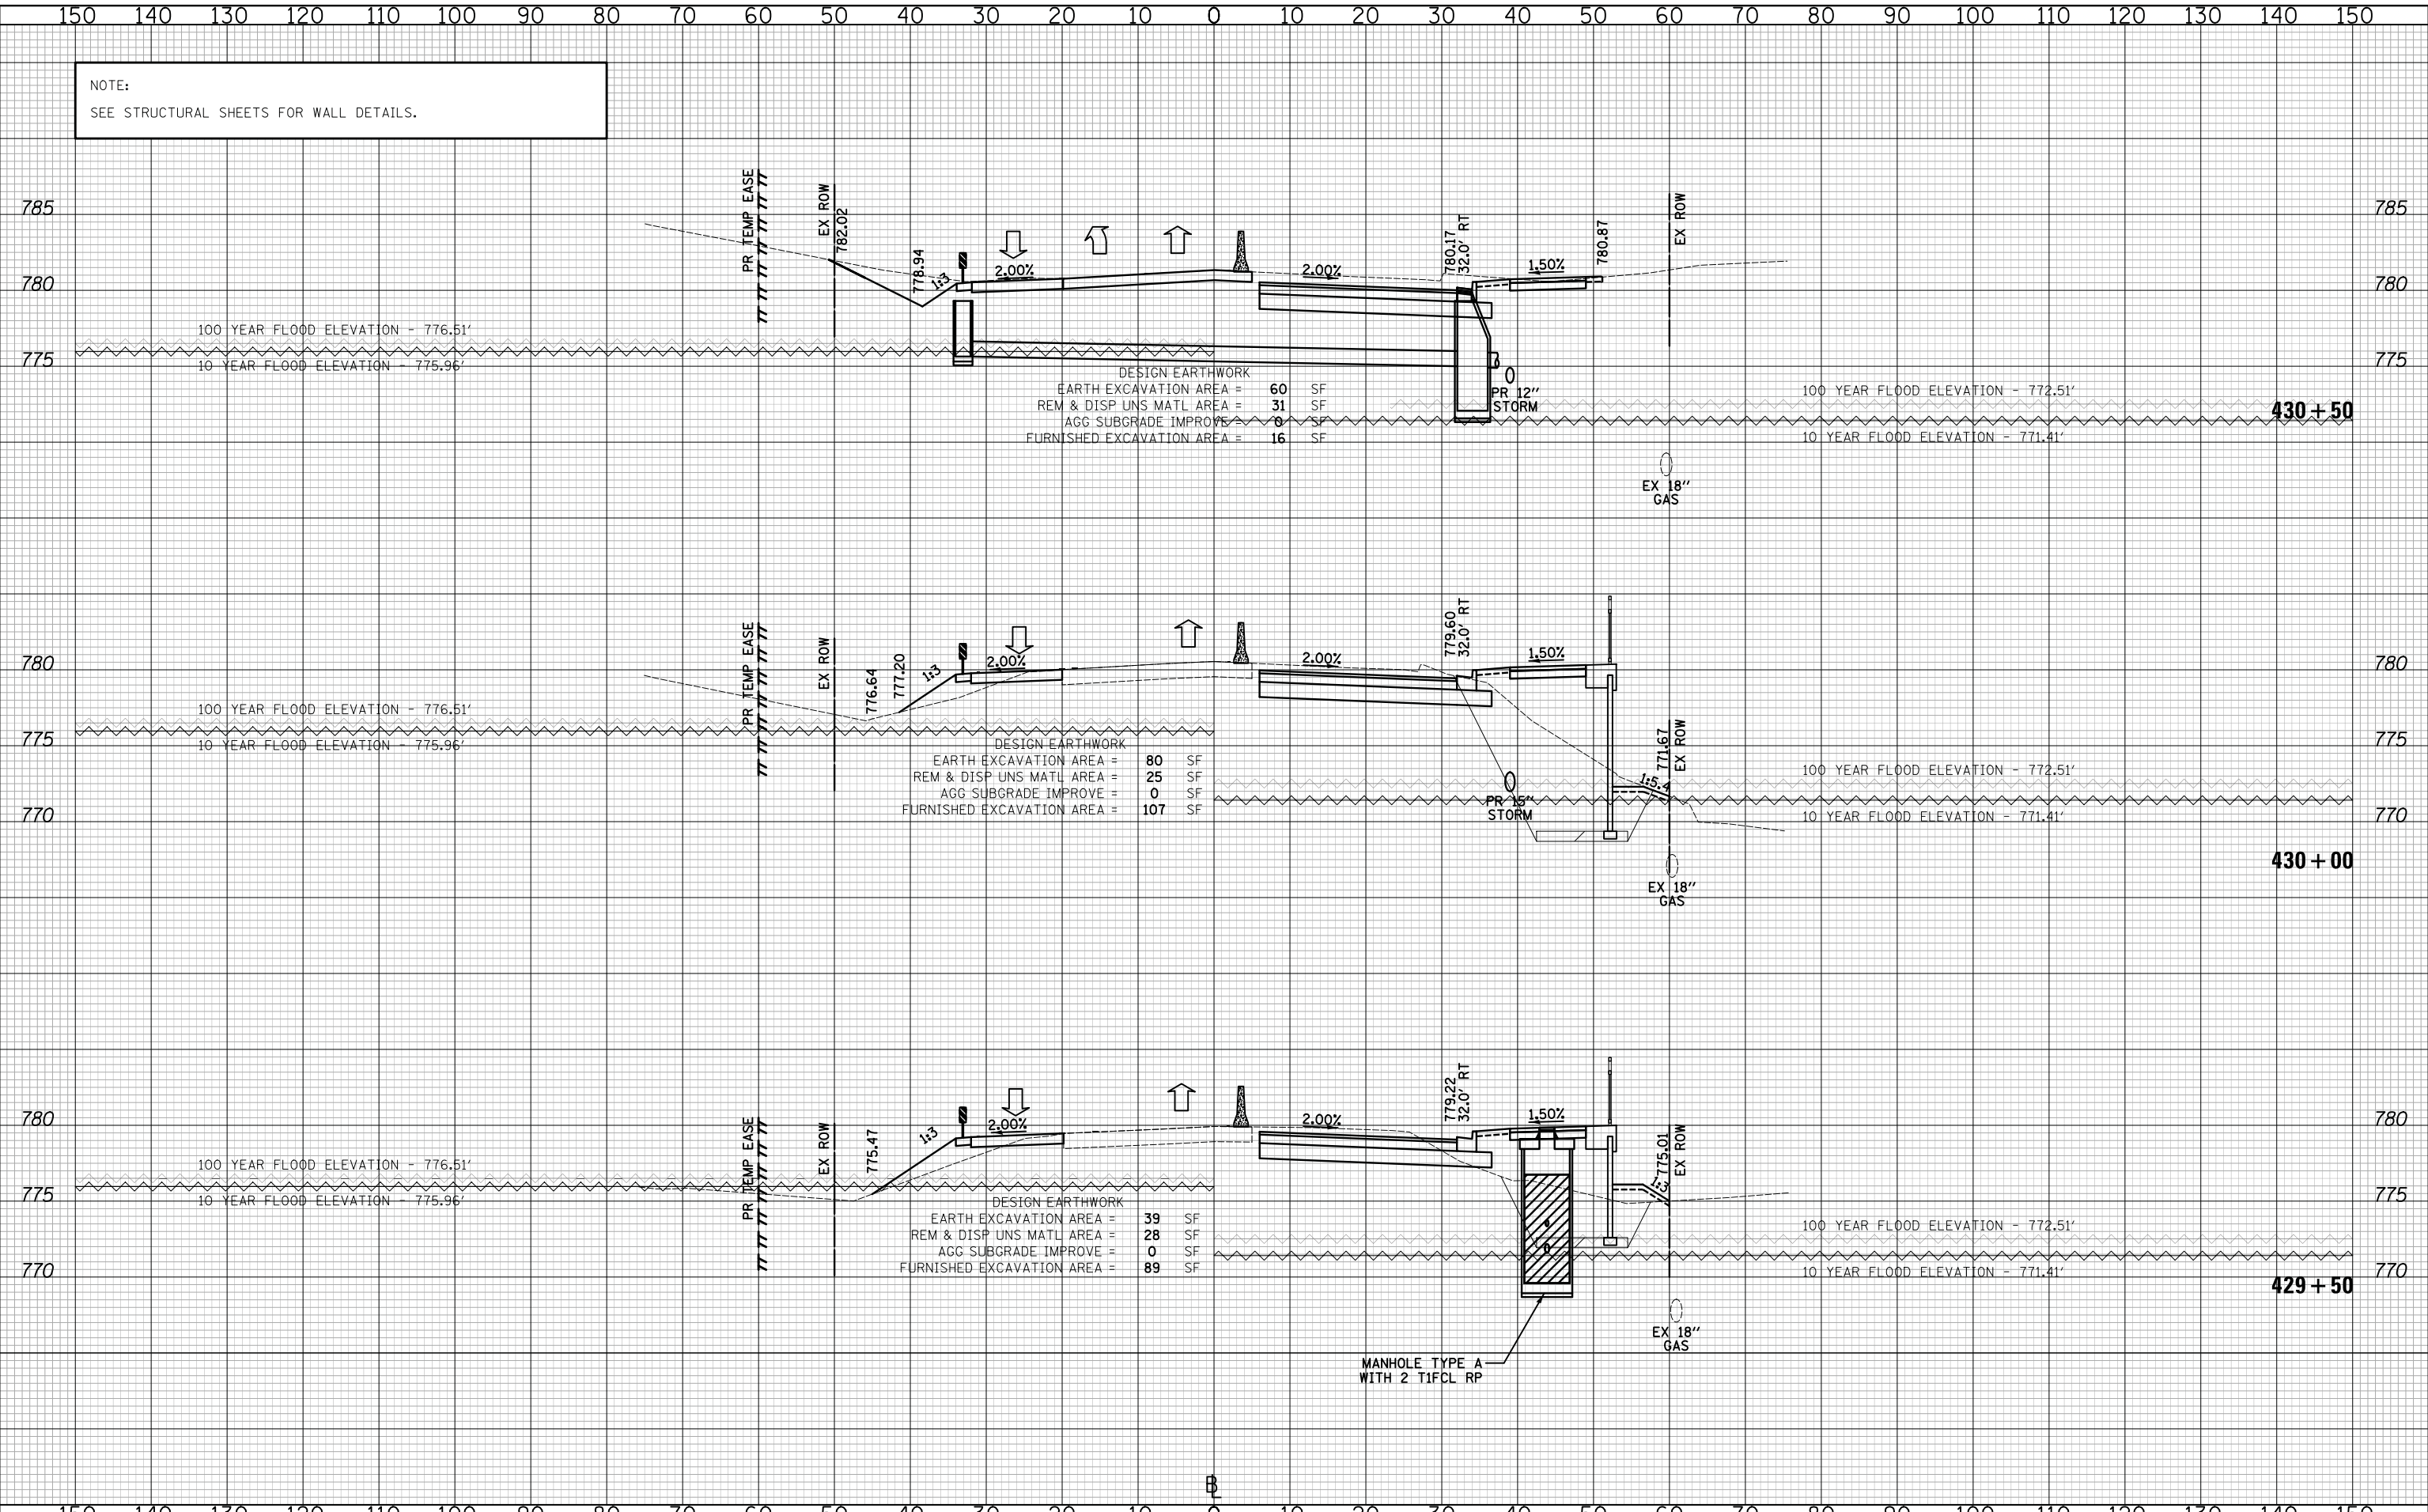 150 140 130 120 110 100 90 80 70 60 50 40 30 20 10 0 10 20 30 40 50 60 70 80 90 100 110 120 130 140 150
NOTE:
SEE STRUCTURAL SHEETS FOR WALL DETAILS.
785
780
775
PR TEMP EASE
EX ROW
782.02
778.94
1:3
2.00%
2.00%
780.17
32.0' RT
1.50%
780.87
EX ROW
785
780
775
100 YEAR FLOOD ELEVATION - 776.51'
10 YEAR FLOOD ELEVATION - 775.96'
DESIGN EARTHWORK
EARTH EXCAVATION AREA = 60 SF
REM & DISP UNS MATL AREA = 31 SF
AGG SUBGRADE IMPROVE = 0 SF
FURNISHED EXCAVATION AREA = 16 SF
PR 12"
STORM
100 YEAR FLOOD ELEVATION - 772.51'
10 YEAR FLOOD ELEVATION - 771.41'
430+50
EX 18"
GAS
780
775
770
PR TEMP EASE
EX ROW
776.64
777.20
1:3
2.00%
2.00%
779.60
32.0' RT
1.50%
771.67
EX ROW
1:5.4
780
775
770
100 YEAR FLOOD ELEVATION - 776.51'
10 YEAR FLOOD ELEVATION - 775.96'
DESIGN EARTHWORK
EARTH EXCAVATION AREA = 80 SF
REM & DISP UNS MATL AREA = 25 SF
AGG SUBGRADE IMPROVE = 0 SF
FURNISHED EXCAVATION AREA = 107 SF
PR 15"
STORM
100 YEAR FLOOD ELEVATION - 772.51'
10 YEAR FLOOD ELEVATION - 771.41'
430+00
EX 18"
GAS
780
775
770
PR TEMP EASE
EX ROW
775.47
1:3
2.00%
2.00%
779.22
32.0' RT
1.50%
775.01
EX ROW
1:3
780
775
770
100 YEAR FLOOD ELEVATION - 776.51'
10 YEAR FLOOD ELEVATION - 775.96'
DESIGN EARTHWORK
EARTH EXCAVATION AREA = 39 SF
REM & DISP UNS MATL AREA = 28 SF
AGG SUBGRADE IMPROVE = 0 SF
FURNISHED EXCAVATION AREA = 89 SF
100 YEAR FLOOD ELEVATION - 772.51'
10 YEAR FLOOD ELEVATION - 771.41'
429+50
EX 18"
GAS
MANHOLE TYPE A
WITH 2 T1FCL RP
BL
150 140 130 120 110 100 90 80 70 60 50 40 30 20 10 0 10 20 30 40 50 60 70 80 90 100 110 120 130 140 150